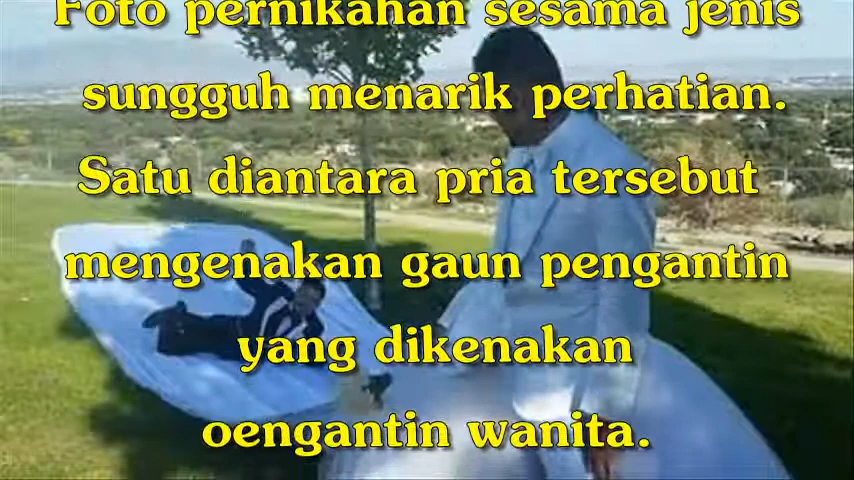 Foto pernikahan sesama jenis
sungguh menarik perhatian.
Satu diantara pria tersebut
mengenakan gaun pengantin
yang dikenakan
oengantin wanita.